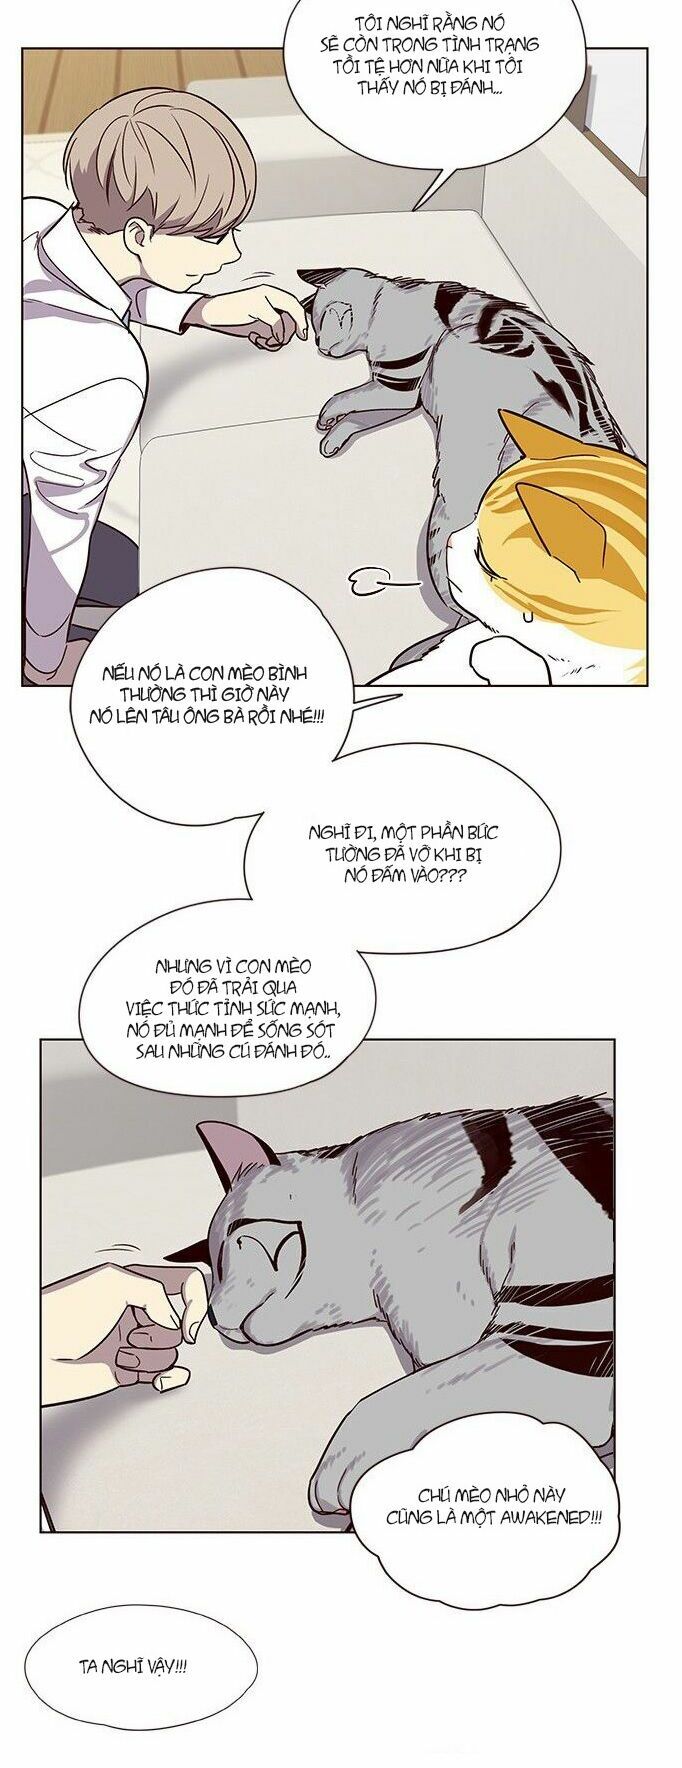 TÔI NGHĨ RẰNG NÓ
SẼ CÒN TRONG TÌNH TRẠNG
TỒI TỆ HƠN NỮA KHI TÔI
THẤY NÓ BỊ ĐÁNH...
NẾU NÓ LÀ CON MÈO BÌNH
THƯỜNG THÌ GIỜ NÀY
NÓ LÊN TÂU ÔNG BÀ RỒI NHÉ!!!
NGHĨ ĐI, MỘT PHẦN BỨC
TƯỜNG ĐÃ VỠ KHI BỊ
NÓ ĐẤM VÀO???
NHƯNG VÌ CON MÈO
ĐÓ ĐÃ TRẢI QUA
VIỆC THỨC TỈNH SỨC MẠNH,
NÓ ĐỦ MẠNH ĐỂ SỐNG SÓT
SAU NHỮNG CÚ ĐÁNH ĐÓ..
CHÚ MÈO NHỎ NÀY
CŨNG LÀ MỘT AWAKENED!!!
TA NGHĨ VẬY!!!